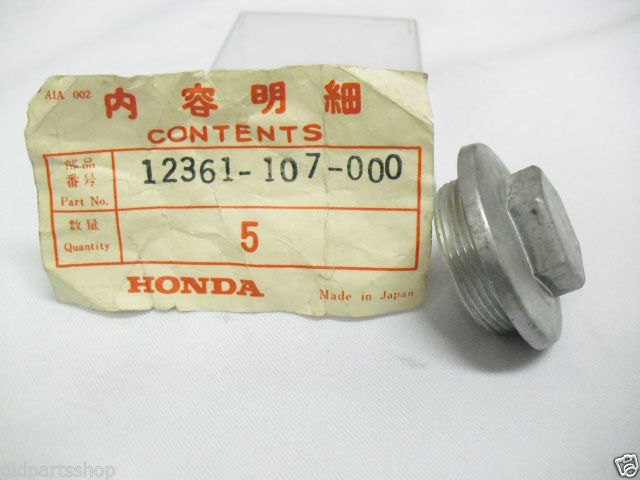 AIA 002
内容明細
CONTENTS
部品
番号
Part No.
12361-107-000
数量
Quantity
5
HONDA
Made in Japan
oldpartsshop